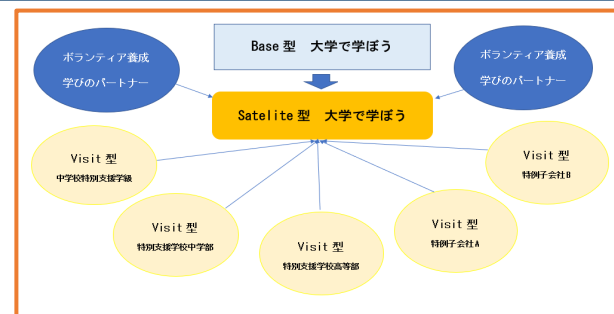 Base 型　大学で学ぼう
ボランティア養成
学びのパートナー
ボランティア養成
学びのパートナー
Satelite 型　大学で学ぼう
Visit 型
中学校特別支援学級
Visit 型
特別支援学校中学部
Visit 型
特別支援学校高等部
Visit 型
特例子会社 A
Visit 型
特例子会社 B